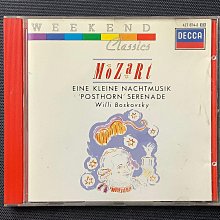 WEEKEND
Classics
DECCA
MOZART
EINE KLEINE NACHTMUSIK
'POSTHORN' SERENADE
Willi Boskovsky